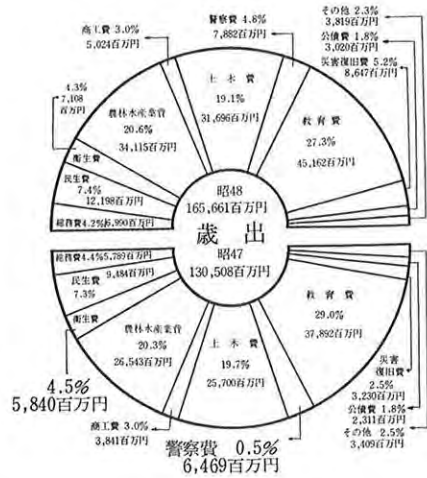 商工費 3.0%
5,024百万円
警察費 4.8%
7,882百万円
その他 2.3%
3,819百万円
公債費 1.8%
3,020百万円
災害復旧費 5.2%
8,647百万円
4.3%
7,108
百万円
農林水産業費
20.6%
34,115百万円
土木費
19.1%
31,696百万円
教育費
27.3%
45,162百万円
衛生費
民生費
7.4%
12,198百万円
総務費4.2% 6,990百万円
昭48
165,661百万円
歳出
昭47
130,508百万円
総務費4.4% 5,789百万円
9,484百万円
民生費
7.3%
衛生費
4.5%
5,840百万円
農林水産業費
20.3%
26,543百万円
土木費
19.7%
25,700百万円
教育費
29.0%
37,892百万円
災害
復旧費
2.5%
3,230百万円
公債費 1.8%
2,311百万円
その他 2.5%
3,409百万円
商工費 3.0%
3,841百万円
警察費 0.5%
6,469百万円